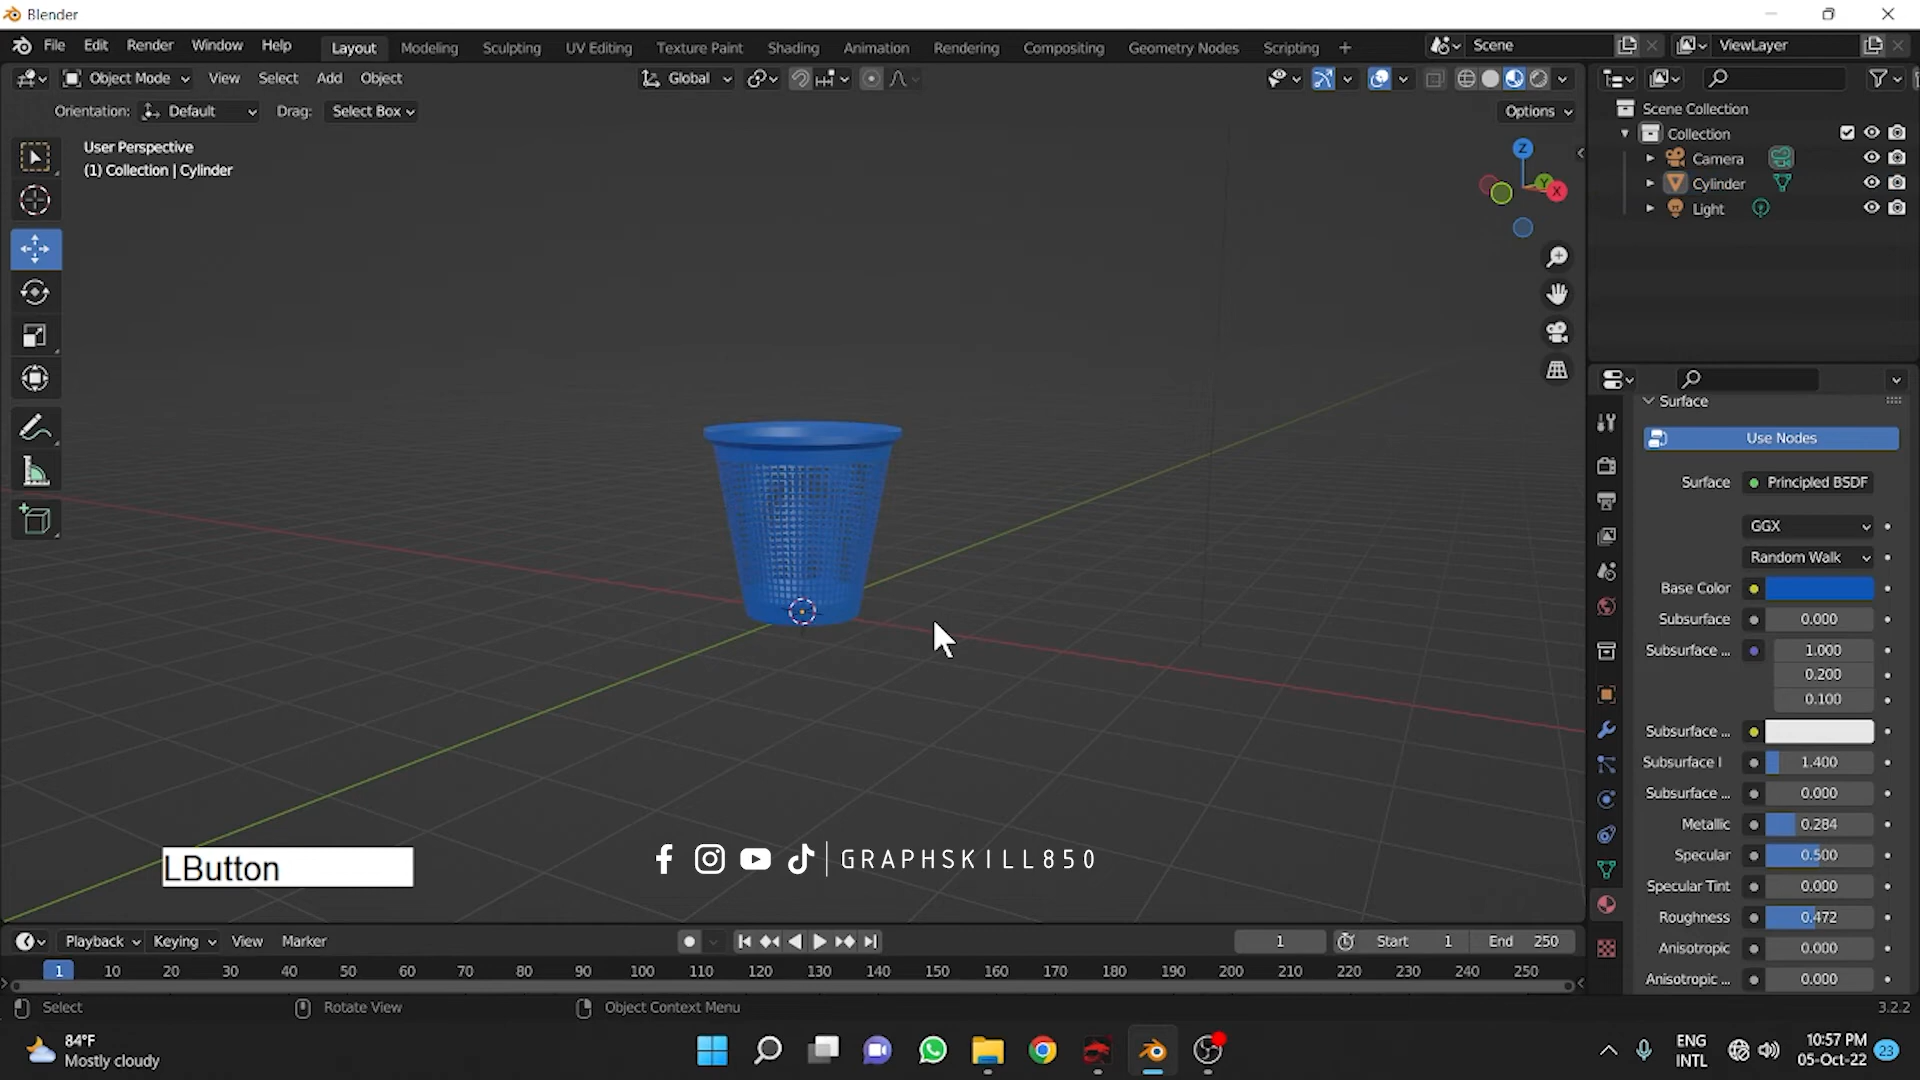 Blender
File Edit Render Window Help Layout Modeling Sculpting UV Editing Texture Paint Shading Animation Rendering Compositing Geometry Nodes Scripting + Scene ViewLayer
Object Mode View Select Add Object Global
Orientation: Default Drag: Select Box Options
User Perspective
(1) Collection | Cylinder
Z
Y
X
Scene Collection
Collection
Camera
Cylinder
Light
Surface
Use Nodes
Surface Principled BSDF
GGX
Random Walk
Base Color
Subsurface 0.000
Subsurface ... 1.000
0.200
0.100
Subsurface ...
Subsurface I 1.400
Subsurface ... 0.000
Metallic 0.284
Specular 0.500
Specular Tint 0.000
Roughness 0.472
Anisotropic 0.000
Anisotropic ... 0.000
LButton
GRAPHSKILL850
Playback Keying View Marker 1 Start 1 End 250
1 10 20 30 40 50 60 70 80 90 100 110 120 130 140 150 160 170 180 190 200 210 220 230 240 250
Select Rotate View Object Context Menu 3.2.2
84°F
Mostly cloudy
ENG
INTL
10:57 PM
05-Oct-22
23